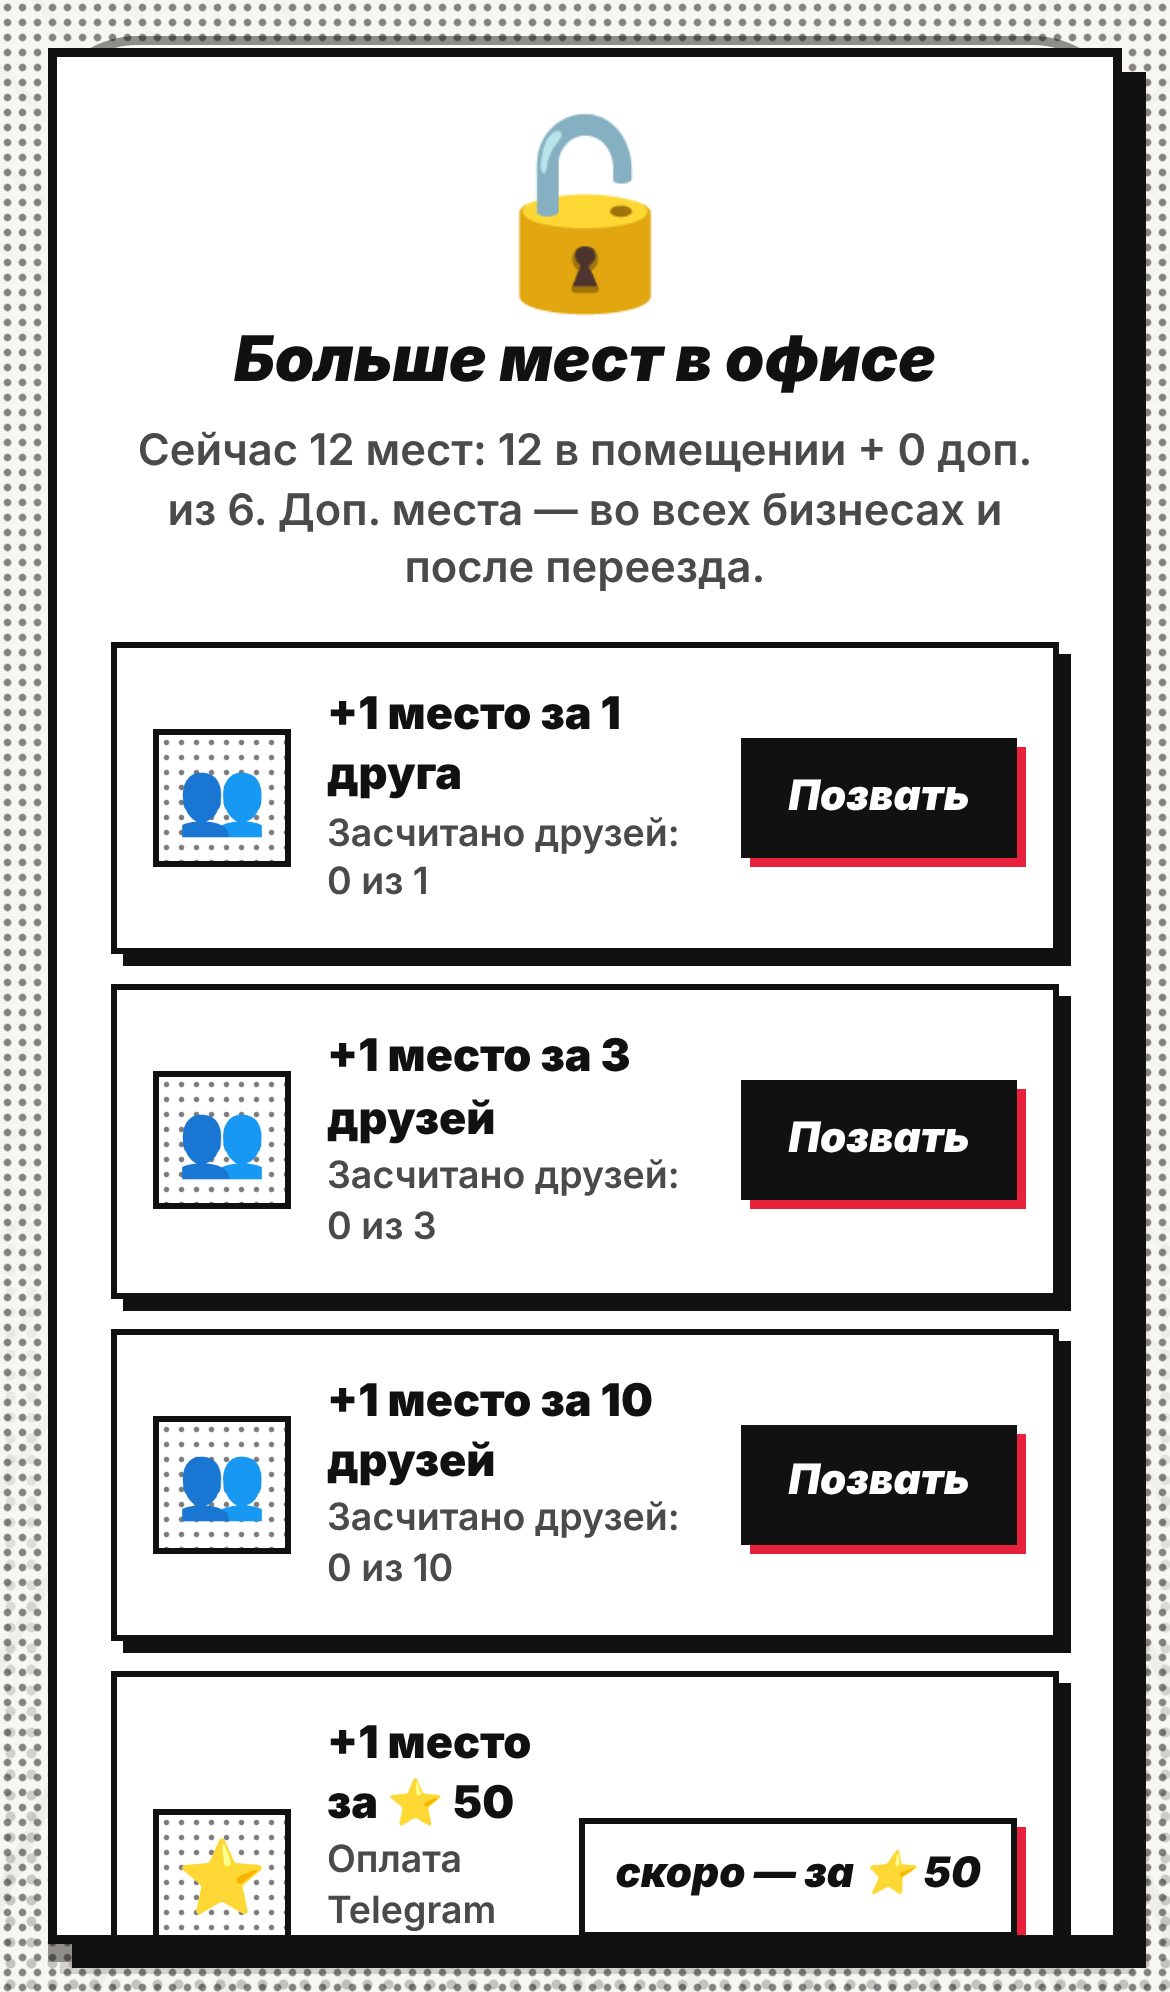 Больше мест в офисе
Сейчас 12 мест: 12 в помещении + 0 доп.
из 6. Доп. места — во всех бизнесах и
после переезда.
+1 место за 1
друга
Засчитано друзей:
0 из 1
Позвать
+1 место за 3
друзей
Засчитано друзей:
0 из 3
Позвать
+1 место за 10
друзей
Засчитано друзей:
0 из 10
Позвать
+1 место
за ⭐ 50
Оплата
Telegram
скоро — за ⭐ 50